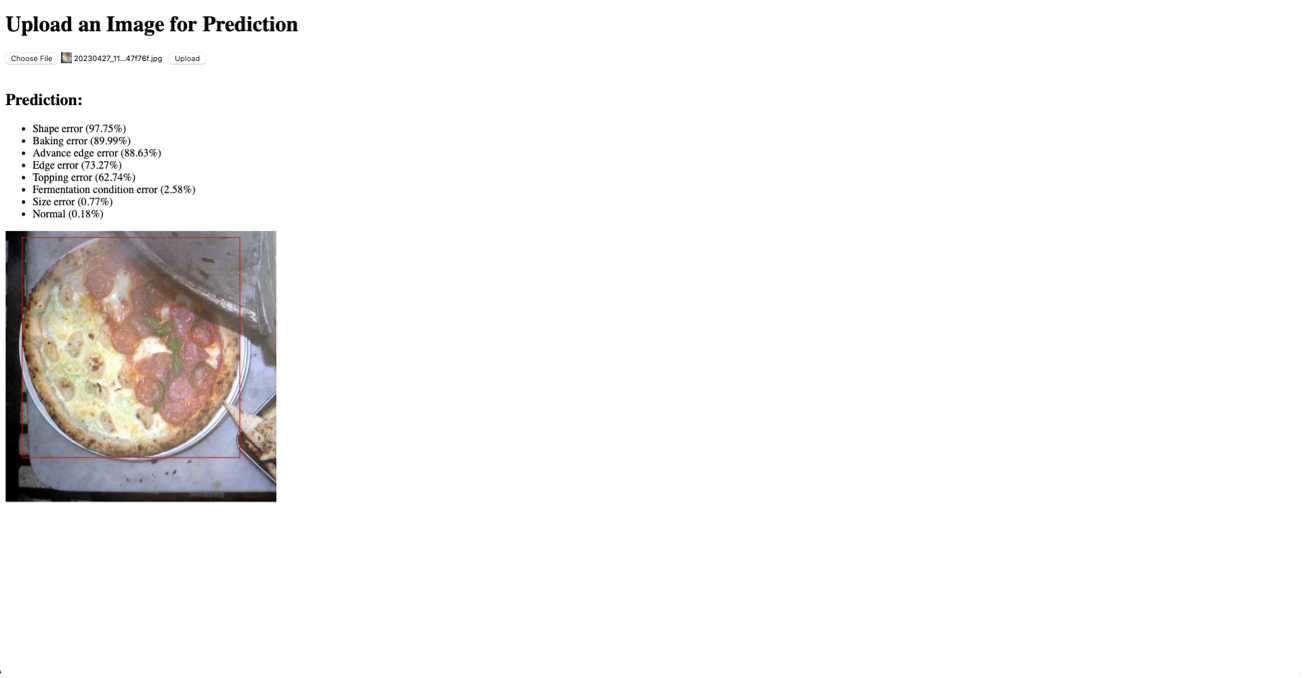 Upload an Image for Prediction
Choose File 20230427_11...47f76f.jpg Upload
Prediction:
• Shape error (97.75%)
• Baking error (89.99%)
• Advance edge error (88.63%)
• Edge error (73.27%)
• Topping error (62.74%)
• Fermentation condition error (2.58%)
• Size error (0.77%)
• Normal (0.18%)